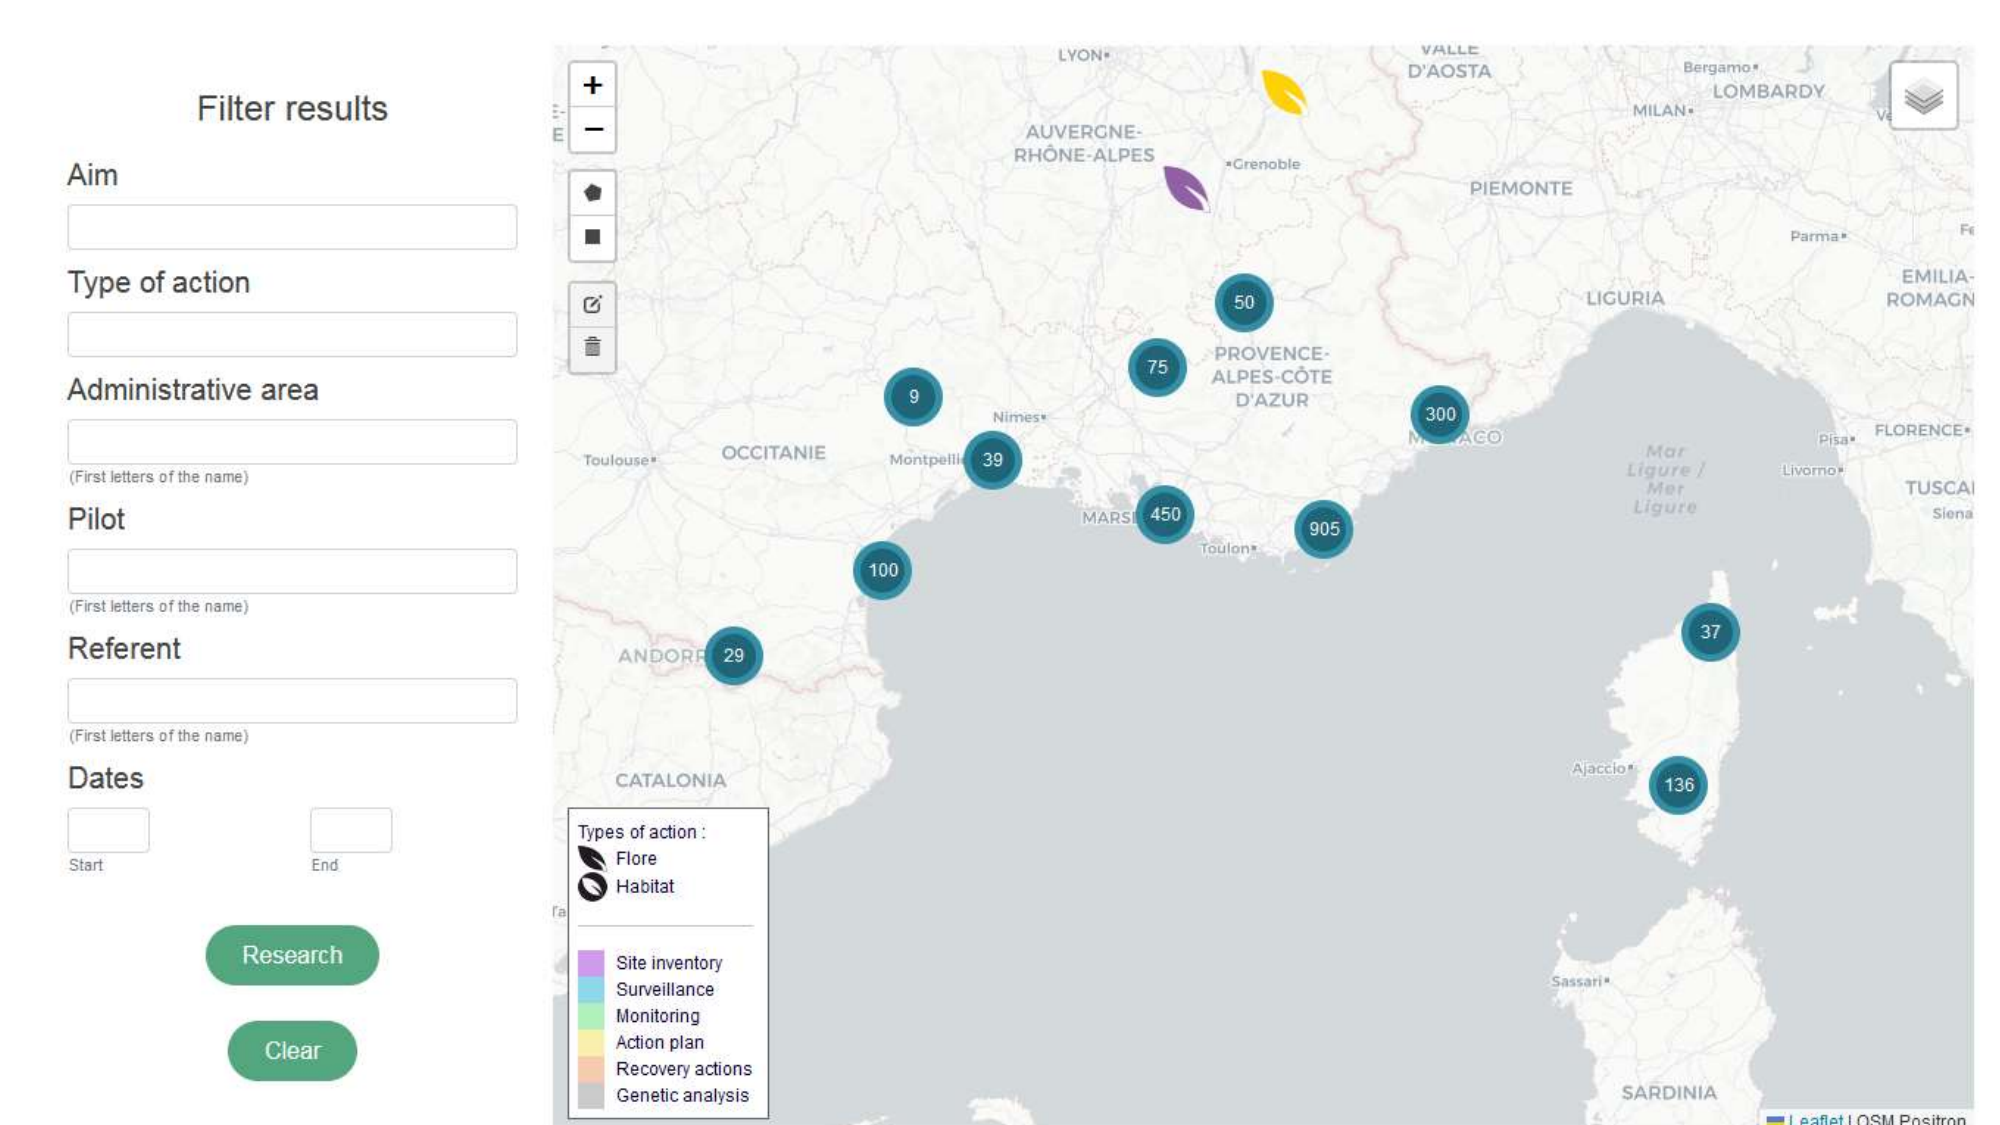 Filter results
Aim
Type of action
Administrative area
(First letters of the name)
Pilot
(First letters of the name)
Referent
(First letters of the name)
Dates
Start
End
Research
Clear
+
−
LYON
VALLE
D'AOSTA
Bergamo
LOMBARDY
MILAN
AUVERGNE-
RHÔNE-ALPES
Grenoble
PIEMONTE
Parma
EMILIA-
ROMAGN
LIGURIA
50
PROVENCE-
ALPES-CÔTE
D'AZUR
75
9
300
Nimes
FLORENCE
Pisa
Toulouse
OCCITANIE
Montpelli
39
Mar
Ligure /
Mer
Ligure
Livorno
TUSCA
Siena
MARS
450
905
Toulon
100
37
ANDORR
29
Ajaccio
136
CATALONIA
Types of action :
Flore
Habitat
Site inventory
Surveillance
Monitoring
Action plan
Recovery actions
Genetic analysis
Sassari
SARDINIA
Leaflet | OSM Positron